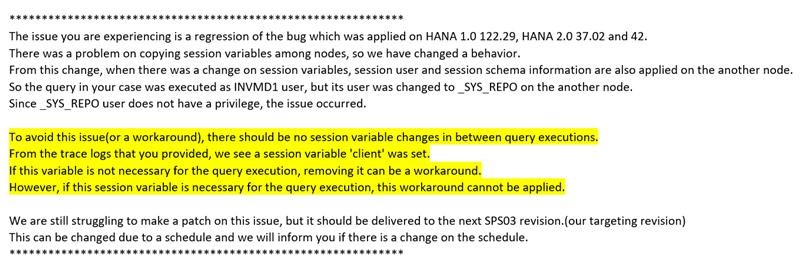 **************************************************************
The issue you are experiencing is a regression of the bug which was applied on HANA 1.0 122.29, HANA 2.0 37.02 and 42.
There was a problem on copying session variables among nodes, so we have changed a behavior.
From this change, when there was a change on session variables, session user and session schema information are also applied on the another node.
So the query in your case was executed as INVMD1 user, but its user was changed to _SYS_REPO on the another node.
Since _SYS_REPO user does not have a privilege, the issue occurred.
To avoid this issue(or a workaround), there should be no session variable changes in between query executions.
From the trace logs that you provided, we see a session variable 'client' was set.
If this variable is not necessary for the query execution, removing it can be a workaround.
However, if this session variable is necessary for the query execution, this workaround cannot be applied.
We are still struggling to make a patch on this issue, but it should be delivered to the next SPS03 revision.(our targeting revision)
This can be changed due to a schedule and we will inform you if there is a change on the schedule.
**************************************************************